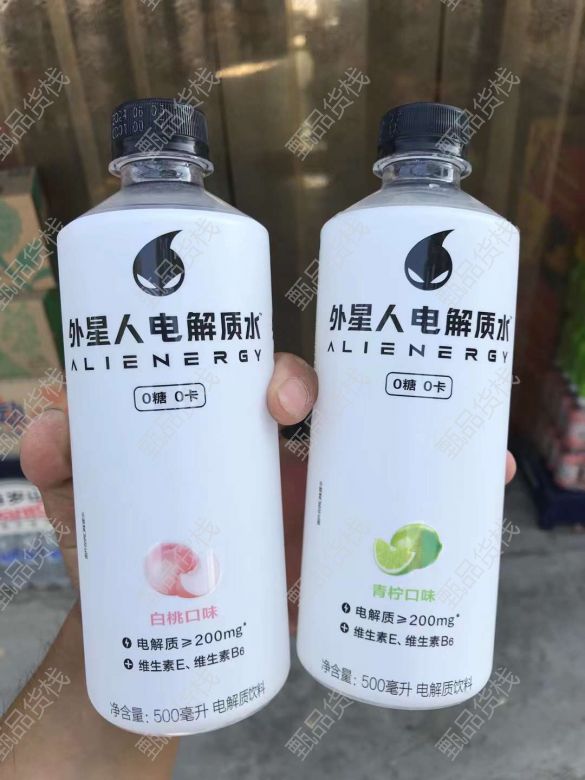 外星人电解质水
ALIENERGY
0糖 0卡
白桃口味
电解质≥200mg*
维生素E、维生素B6
净含量: 500毫升 电解质饮料
外星人电解质水
ALIENERGY
0糖 0卡
青柠口味
电解质≥200mg*
维生素E、维生素B6
净含量: 500毫升 电解质饮料
甄品货栈